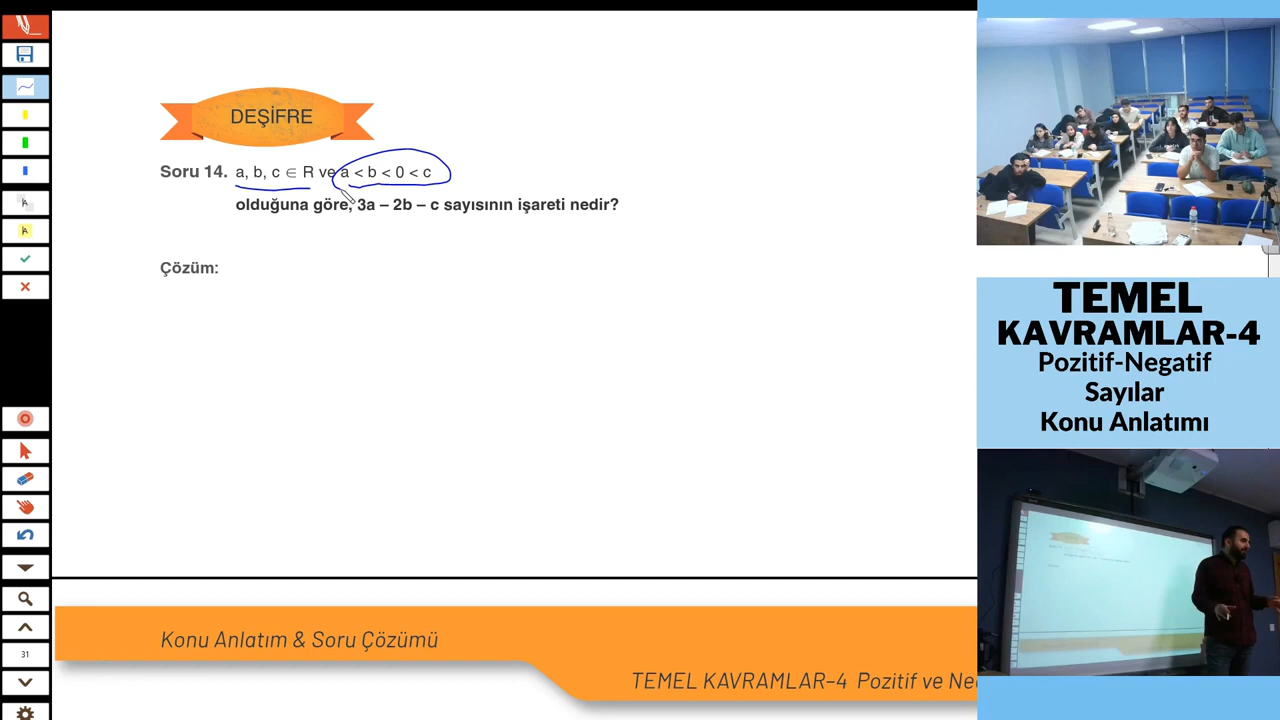 DEŞİFRE
Soru 14. a, b, c ∈ R ve a < b < 0 < c
olduğuna göre, 3a – 2b – c sayısının işareti nedir?
Çözüm:
Konu Anlatım & Soru Çözümü
TEMEL KAVRAMLAR–4 Pozitif ve Ne
31
TEMEL
KAVRAMLAR-4
Pozitif-Negatif
Sayılar
Konu Anlatımı